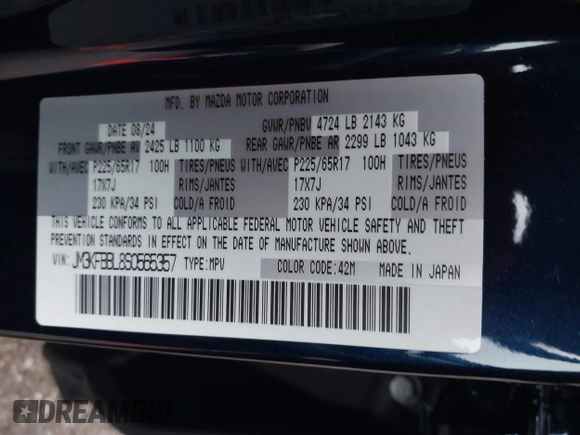 MFD. BY MAZDA MOTOR CORPORATION
DATE 08/24 GVWR/PNBV 4724 LB 2143 KG
FRONT GAWR/PNBE AV 2425 LB 1100 KG REAR GAWR/PNBE AR 2299 LB 1043 KG
WITH/AVEC P225/65R17 100H TIRES/PNEUS WITH/AVEC P225/65R17 100H TIRES/PNEUS
17X7J RIMS/JANTES 17X7J RIMS/JANTES
230 KPA/34 PSI COLD/A FROID 230 KPA/34 PSI COLD/A FROID
THIS VEHICLE CONFORMS TO ALL APPLICABLE FEDERAL MOTOR VEHICLE SAFETY AND THEFT
PREVENTION STANDARDS IN EFFECT ON THE DATE OF MANUFACTURE SHOWN ABOVE.
VIN: JM3KFBBL8S0565357 TYPE:MPV COLOR CODE:42M MADE IN JAPAN
DREAMBID